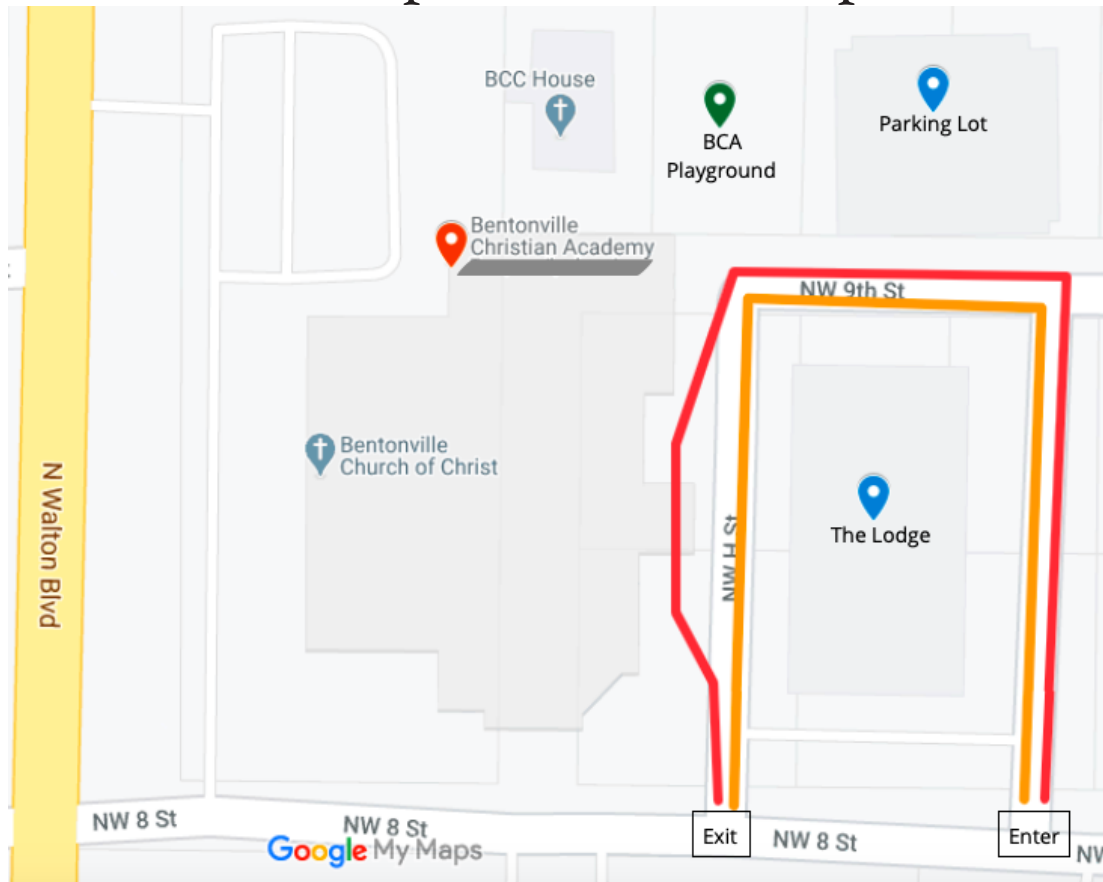 BCC House
BCA
Playground
Parking Lot
Bentonville
Christian Academy
NW 9th St
Bentonville
Church of Christ
The Lodge
N Walton Blvd
NW H St
NW 8 St
NW 8 St
Exit
NW 8 St
Enter
NW
Google My Maps